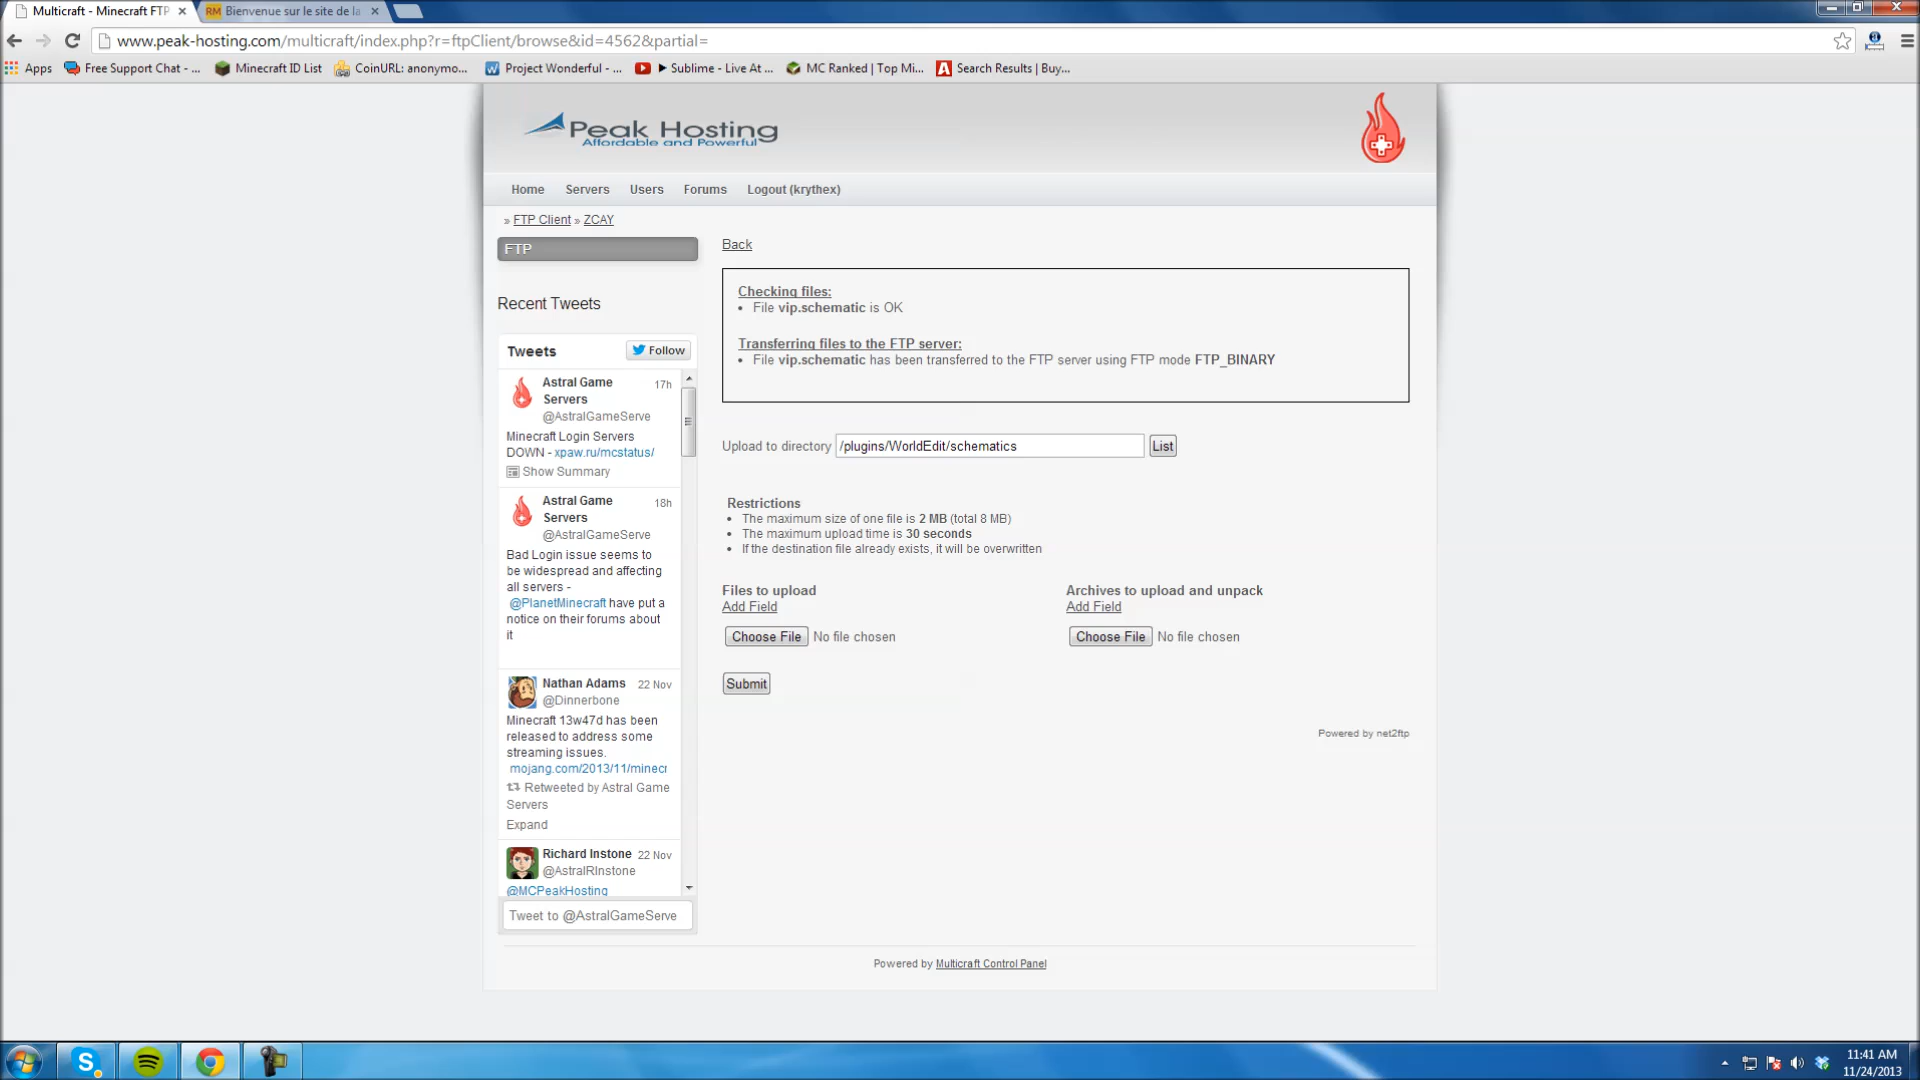 Multicraft - Minecraft FTP
RM Bienvenue sur le site de la
www.peak-hosting.com/multicraft/index.php?r=ftpClient/browse&id=4562&partial=
Apps
Free Support Chat - ...
Minecraft ID List
CoinURL: anonymo...
W Project Wonderful - ...
► Sublime - Live At ...
MC Ranked | Top Mi...
A Search Results | Buy...
Peak Hosting
Affordable and Powerful
Home Servers Users Forums Logout (krythex)
» FTP Client » ZCAY
FTP
Recent Tweets
Tweets
Follow
Astral Game 17h
Servers
@AstralGameServe
Minecraft Login Servers
DOWN - xpaw.ru/mcstatus/
Show Summary
Astral Game 18h
Servers
@AstralGameServe
Bad Login issue seems to
be widespread and affecting
all servers -
@PlanetMinecraft have put a
notice on their forums about
it
Nathan Adams 22 Nov
@Dinnerbone
Minecraft 13w47d has been
released to address some
streaming issues.
mojang.com/2013/11/minecr
Retweeted by Astral Game
Servers
Expand
Richard Instone 22 Nov
@AstralRInstone
@MCPeakHosting
Tweet to @AstralGameServe
Back
Checking files:
• File vip.schematic is OK
Transferring files to the FTP server:
• File vip.schematic has been transferred to the FTP server using FTP mode FTP_BINARY
Upload to directory /plugins/WorldEdit/schematics List
Restrictions
• The maximum size of one file is 2 MB (total 8 MB)
• The maximum upload time is 30 seconds
• If the destination file already exists, it will be overwritten
Files to upload
Add Field
Choose File No file chosen
Archives to upload and unpack
Add Field
Choose File No file chosen
Submit
Powered by net2ftp
Powered by Multicraft Control Panel
11:41 AM
11/24/2013